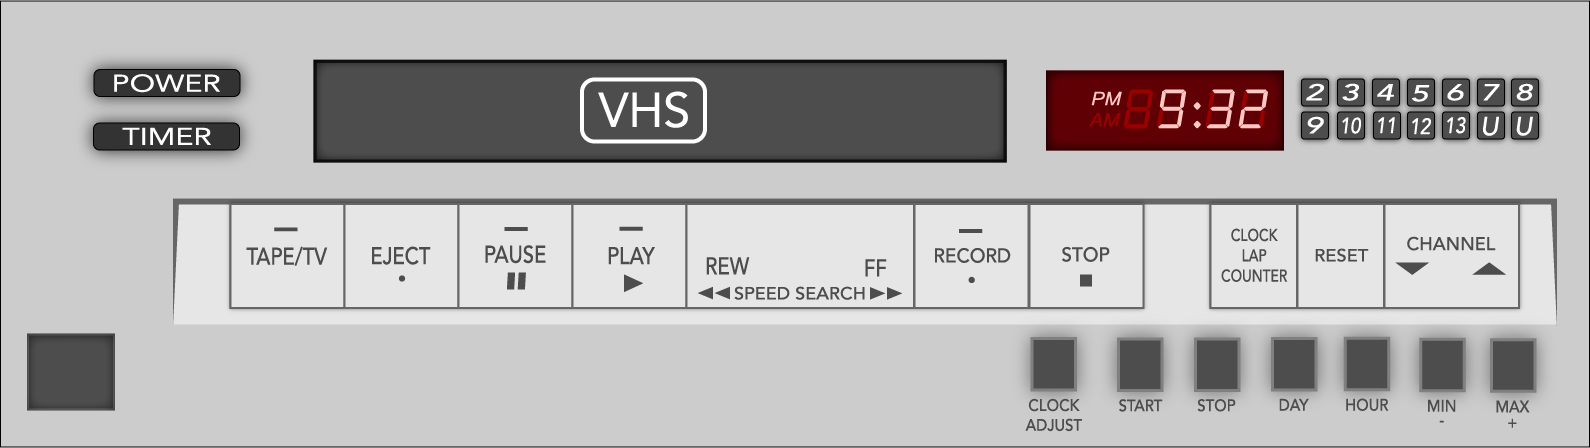 POWER
TIMER
VHS
PM
AM
9:32
2 3 4 5 6 7 8
9 10 11 12 13 U U
TAPE/TV
EJECT
PAUSE
PLAY
REW FF
SPEED SEARCH
RECORD
STOP
CLOCK
LAP
COUNTER
RESET
CHANNEL
CLOCK
ADJUST
START
STOP
DAY
HOUR
MIN
-
MAX
+